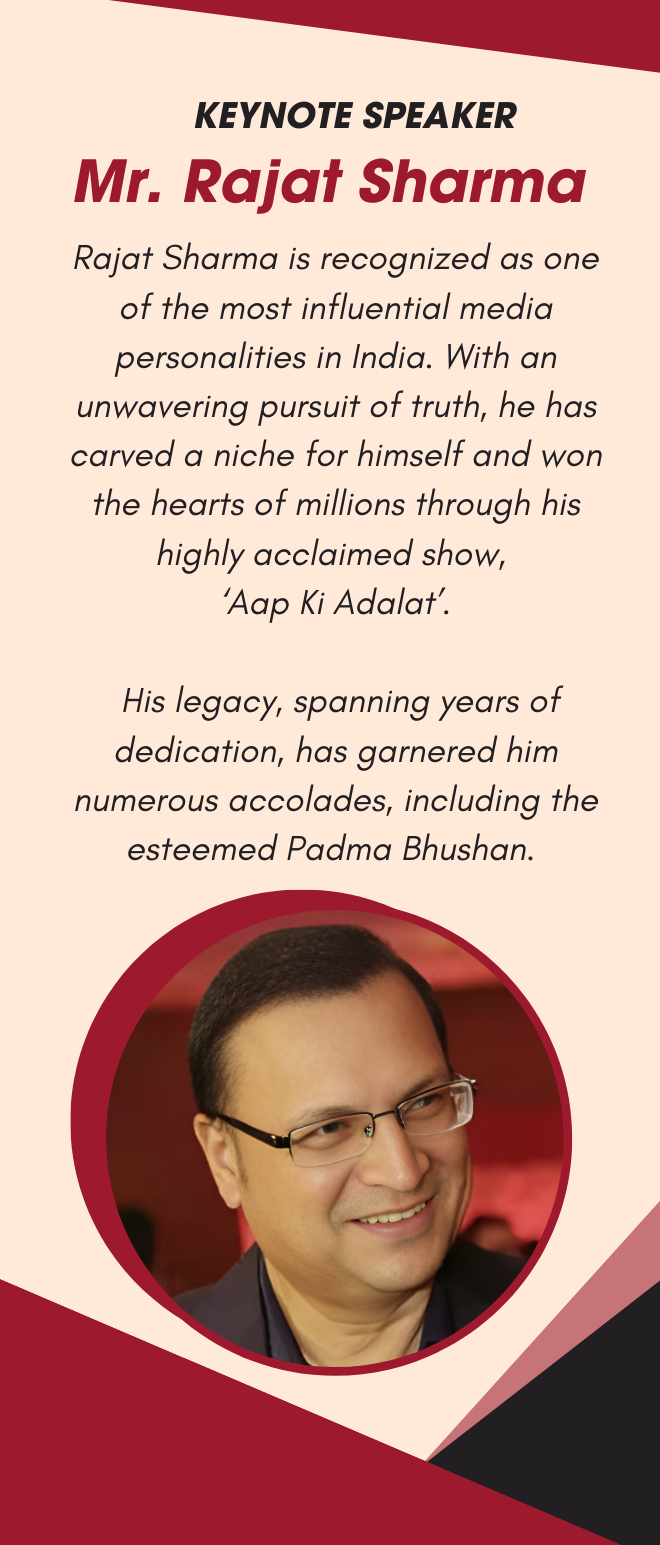 KEYNOTE SPEAKER
Mr. Rajat Sharma
Rajat Sharma is recognized as one
of the most influential media
personalities in India. With an
unwavering pursuit of truth, he has
carved a niche for himself and won
the hearts of millions through his
highly acclaimed show,
‘Aap Ki Adalat’.
His legacy, spanning years of
dedication, has garnered him
numerous accolades, including the
esteemed Padma Bhushan.